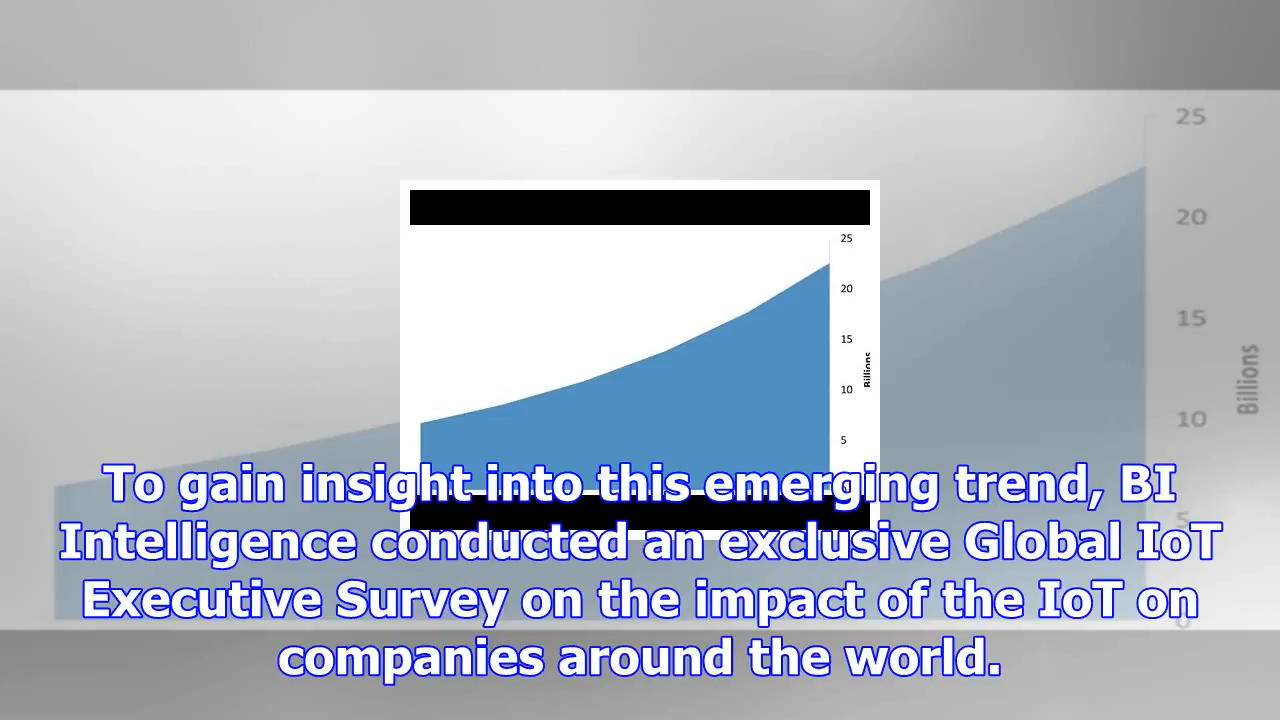 25
25
20
20
15
15
Billions
Billions
10
10
5
5
0
To gain insight into this emerging trend, BI
Intelligence conducted an exclusive Global IoT
Executive Survey on the impact of the IoT on
companies around the world.